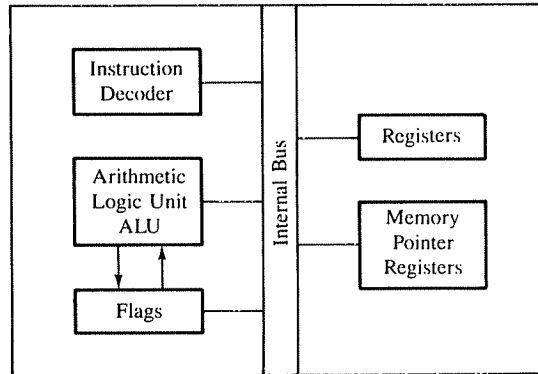 Instruction
Decoder
Arithmetic
Logic Unit
ALU
Flags
Internal Bus
Registers
Memory
Pointer
Registers